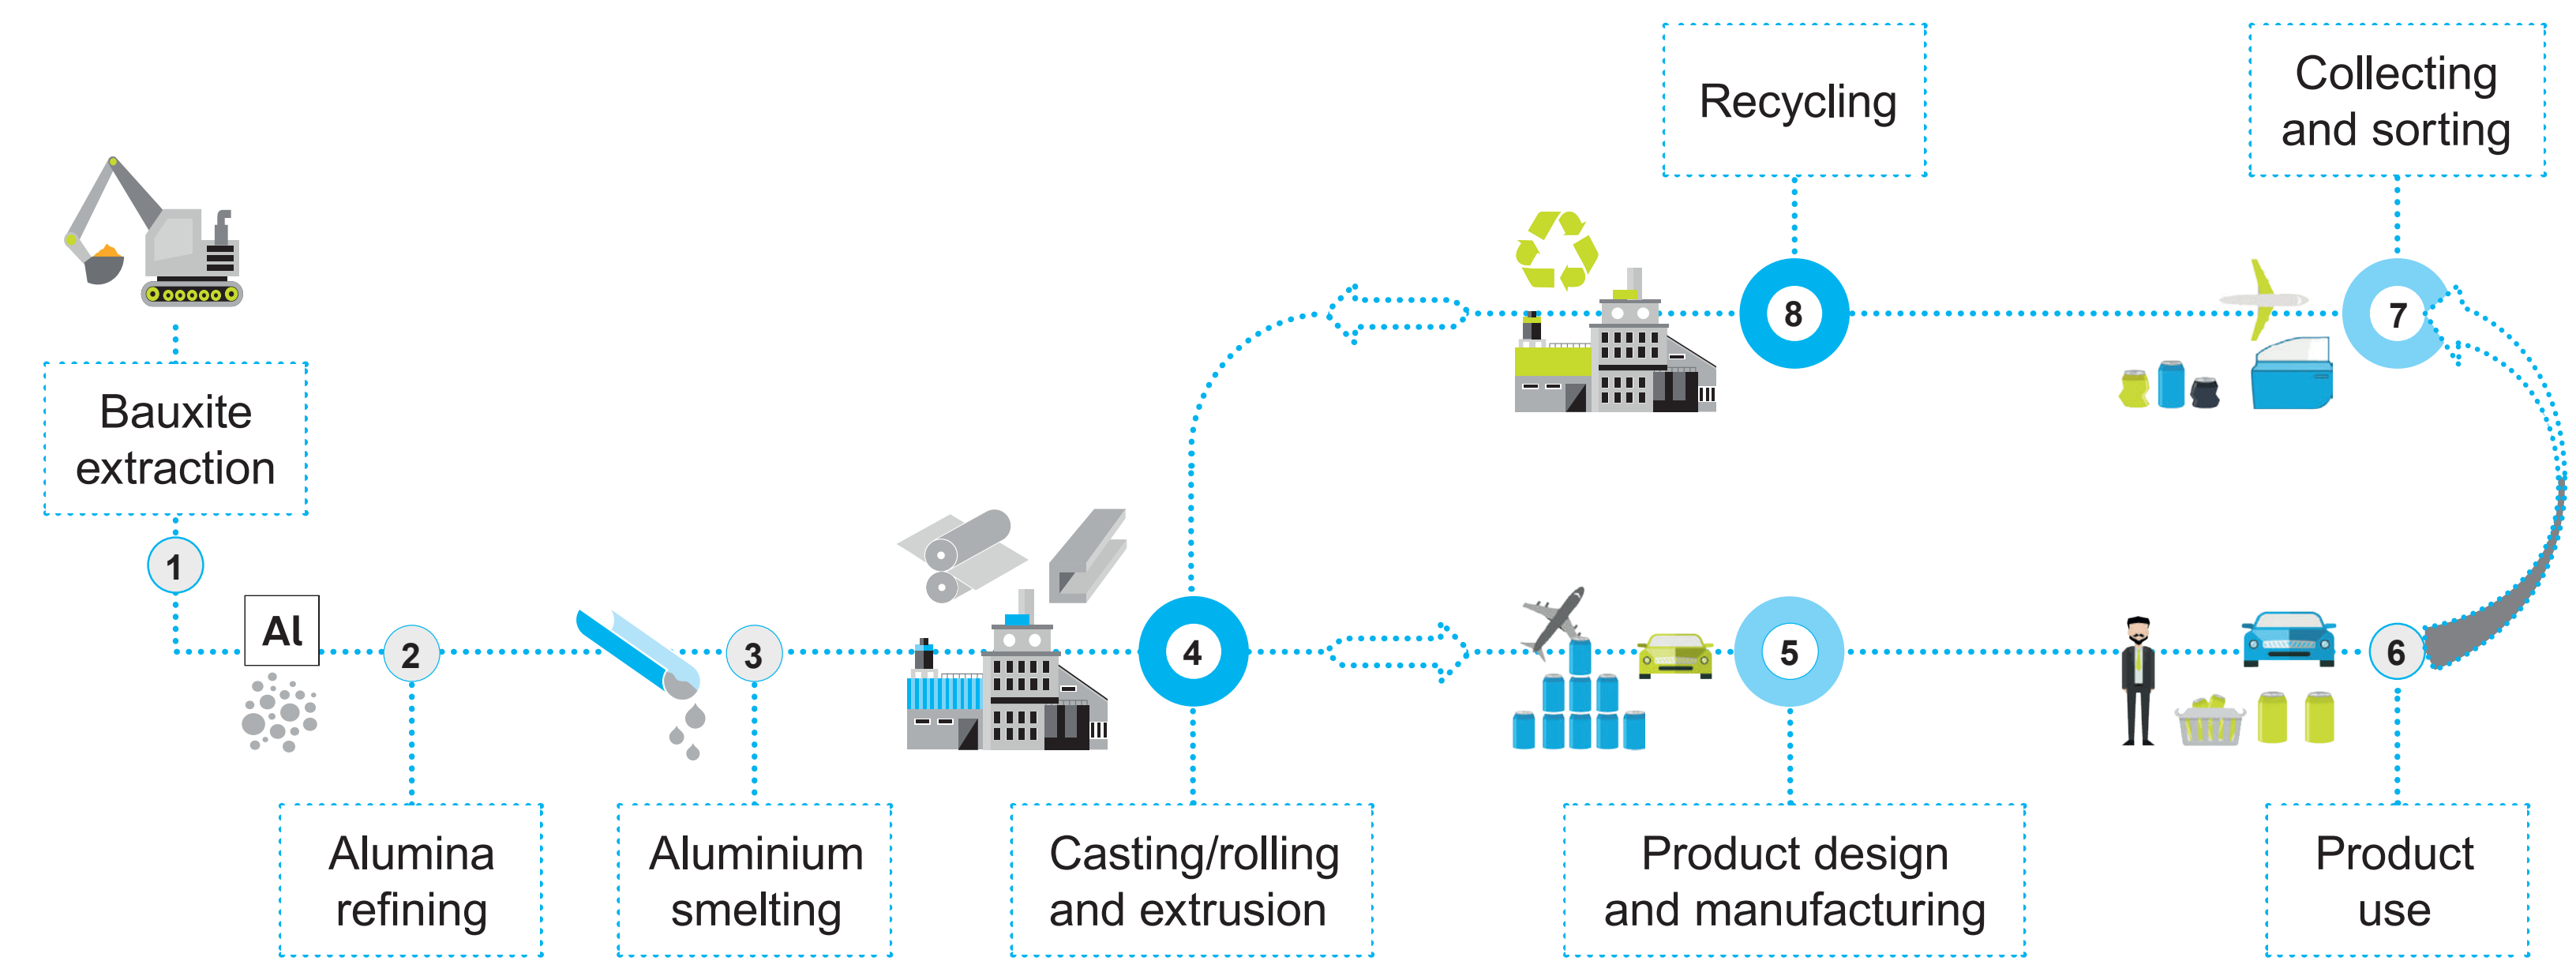 Recycling
Collecting
and sorting
8
7
Bauxite
extraction
1
Al
2
3
4
5
6
Alumina
refining
Aluminium
smelting
Casting/rolling
and extrusion
Product design
and manufacturing
Product
use